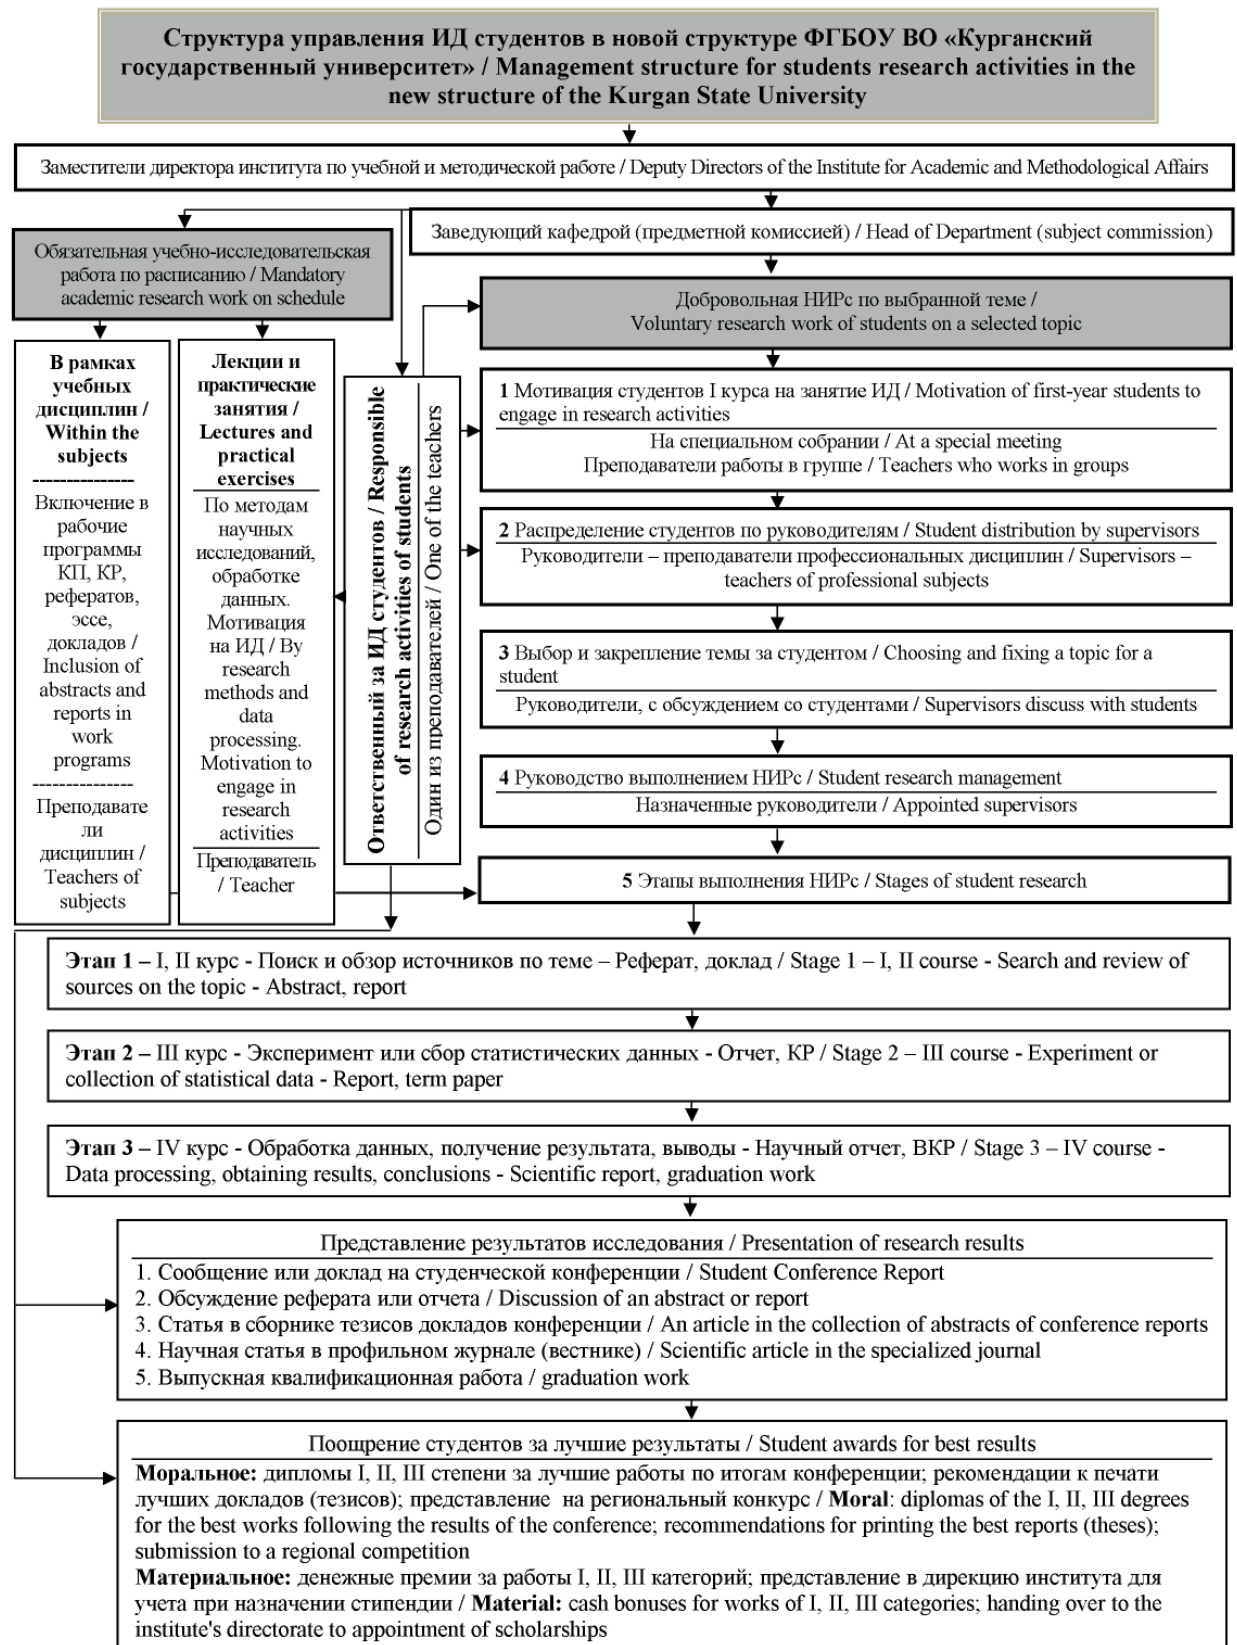 Структура управления ИД студентов в новой структуре ФГБОУ ВО «Курганский
государственный университет» / Management structure for students research activities in the
new structure of the Kurgan State University
Заместители директора института по учебной и методической работе / Deputy Directors of the Institute for Academic and Methodological Affairs
Заведующий кафедрой (предметной комиссией) / Head of Department (subject commission)
Обязательная учебно-исследовательская
работа по расписанию / Mandatory
academic research work on schedule
Добровольная НИРс по выбранной теме /
Voluntary research work of students on a selected topic
В рамках
учебных
дисциплин /
Within the
subjects
---------------
Включение в
рабочие
программы
КП, КР,
рефератов,
эссе,
докладов /
Inclusion of
abstracts and
reports in
work
programs
---------------
Преподавате
ли
дисциплин /
Teachers of
subjects
Лекции и
практические
занятия /
Lectures and
practical
exercises
По методам
научных
исследований,
обработке
данных.
Мотивация
на ИД / By
research
methods and
data
processing.
Motivation to
engage in
research
activities
Преподаватель
/ Teacher
Ответственный за ИД студентов / Responsible
of research activities of students
Один из преподавателей / One of the teachers
1 Мотивация студентов I курса на занятие ИД / Motivation of first-year students to
engage in research activities
На специальном собрании / At a special meeting
Преподаватели работы в группе / Teachers who works in groups
2 Распределение студентов по руководителям / Student distribution by supervisors
Руководители – преподаватели профессиональных дисциплин / Supervisors –
teachers of professional subjects
3 Выбор и закрепление темы за студентом / Choosing and fixing a topic for a
student
Руководители, с обсуждением со студентами / Supervisors discuss with students
4 Руководство выполнением НИРс / Student research management
Назначенные руководители / Appointed supervisors
5 Этапы выполнения НИРс / Stages of student research
Этап 1 – I, II курс - Поиск и обзор источников по теме – Реферат, доклад / Stage 1 – I, II course - Search and review of
sources on the topic - Abstract, report
Этап 2 – III курс - Эксперимент или сбор статистических данных - Отчет, КР / Stage 2 – III course - Experiment or
collection of statistical data - Report, term paper
Этап 3 – IV курс - Обработка данных, получение результата, выводы - Научный отчет, ВКР / Stage 3 – IV course -
Data processing, obtaining results, conclusions - Scientific report, graduation work
Представление результатов исследования / Presentation of research results
1. Сообщение или доклад на студенческой конференции / Student Conference Report
2. Обсуждение реферата или отчета / Discussion of an abstract or report
3. Статья в сборнике тезисов докладов конференции / An article in the collection of abstracts of conference reports
4. Научная статья в профильном журнале (вестнике) / Scientific article in the specialized journal
5. Выпускная квалификационная работа / graduation work
Поощрение студентов за лучшие результаты / Student awards for best results
Моральное: дипломы I, II, III степени за лучшие работы по итогам конференции; рекомендации к печати
лучших докладов (тезисов); представление на региональный конкурс / Moral: diplomas of the I, II, III degrees
for the best works following the results of the conference; recommendations for printing the best reports (theses);
submission to a regional competition
Материальное: денежные премии за работы I, II, III категорий; представление в дирекцию института для
учета при назначении стипендии / Material: cash bonuses for works of I, II, III categories; handing over to the
institute's directorate to appointment of scholarships